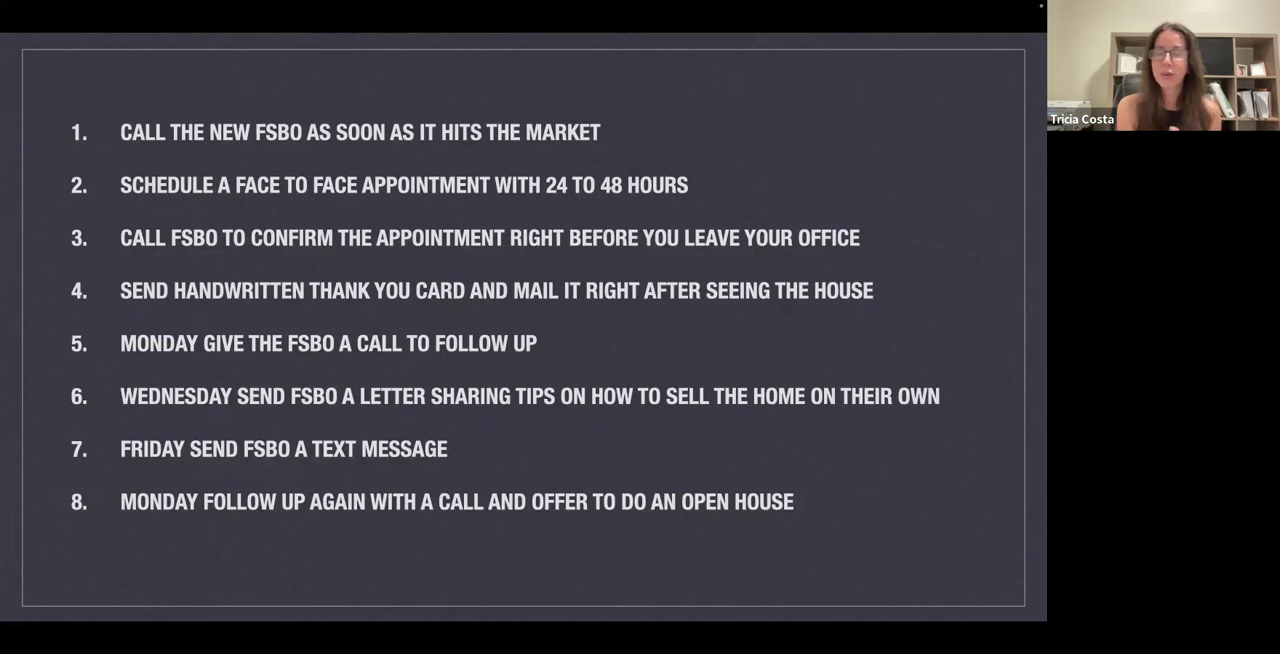 1. CALL THE NEW FSBO AS SOON AS IT HITS THE MARKET
2. SCHEDULE A FACE TO FACE APPOINTMENT WITH 24 TO 48 HOURS
3. CALL FSBO TO CONFIRM THE APPOINTMENT RIGHT BEFORE YOU LEAVE YOUR OFFICE
4. SEND HANDWRITTEN THANK YOU CARD AND MAIL IT RIGHT AFTER SEEING THE HOUSE
5. MONDAY GIVE THE FSBO A CALL TO FOLLOW UP
6. WEDNESDAY SEND FSBO A LETTER SHARING TIPS ON HOW TO SELL THE HOME ON THEIR OWN
7. FRIDAY SEND FSBO A TEXT MESSAGE
8. MONDAY FOLLOW UP AGAIN WITH A CALL AND OFFER TO DO AN OPEN HOUSE
Tricia Costa